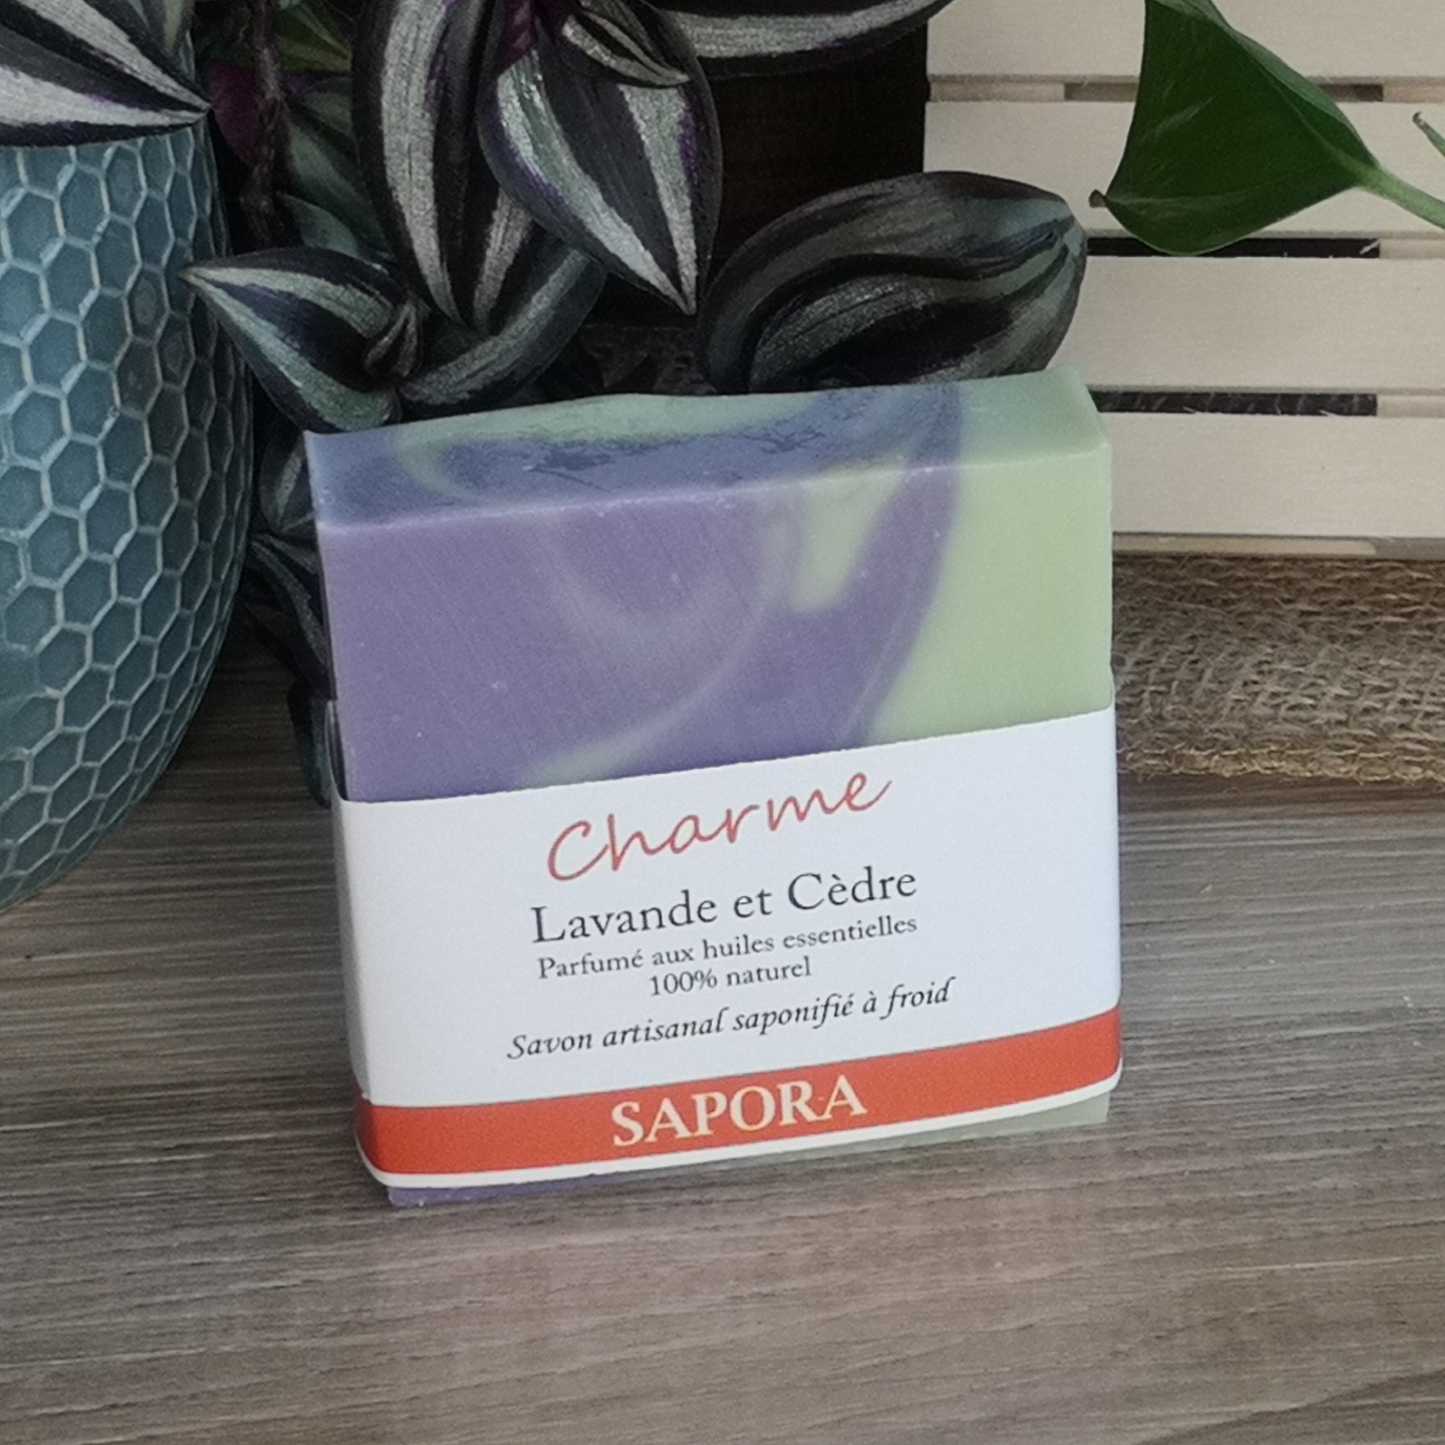 Charme
Lavande et Cèdre
Parfumé aux huiles essentielles
100% naturel
Savon artisanal saponifié à froid
SAPORA